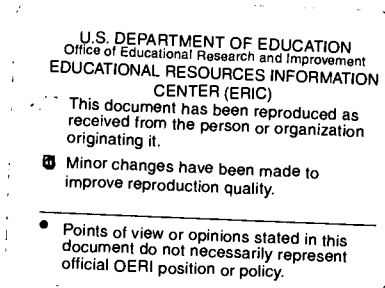 U.S. DEPARTMENT OF EDUCATION
Office of Educational Research and Improvement
EDUCATIONAL RESOURCES INFORMATION
CENTER (ERIC)
This document has been reproduced as
received from the person or organization
originating it.
Minor changes have been made to
improve reproduction quality.
• Points of view or opinions stated in this
document do not necessarily represent
official OERI position or policy.